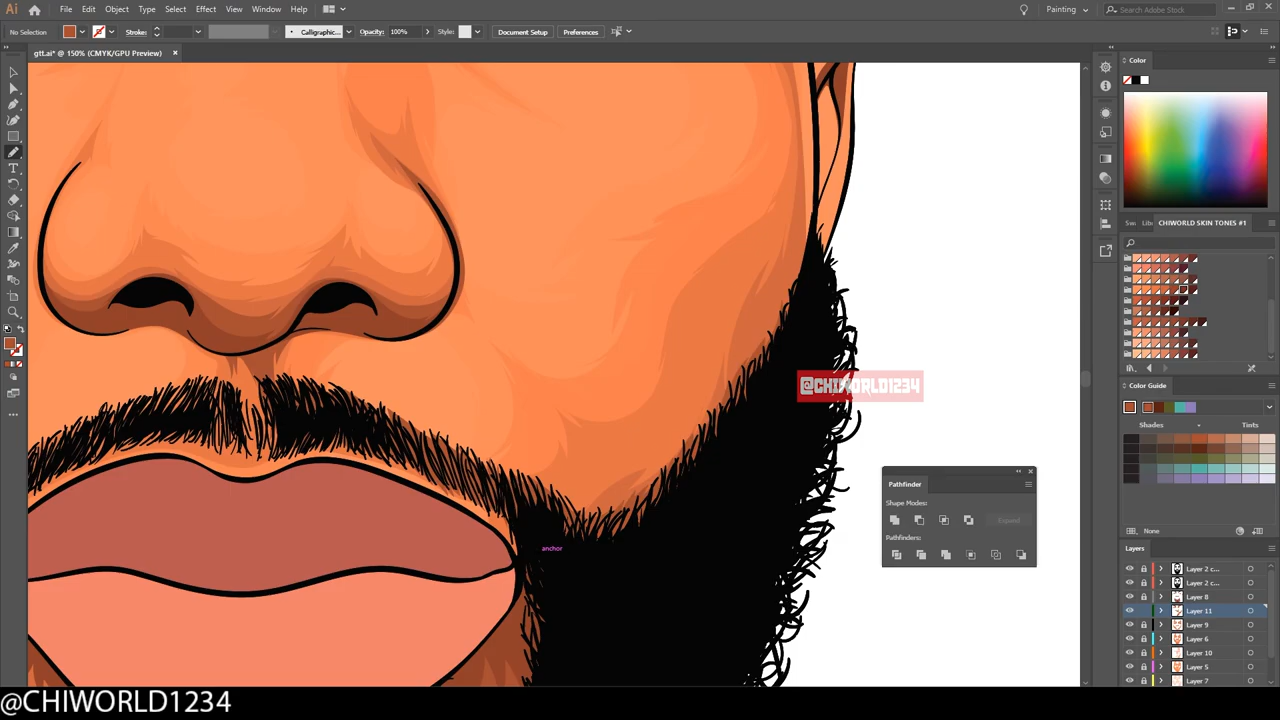 Ai File Edit Object Type Select Effect View Window Help Painting Search Adobe Stock
No Selection Stroke: Calligraphic... Opacity: 100% Style: Document Setup Preferences
gtt.ai* @ 150% (CMYK/GPU Preview)
Color
CHIWORLD SKIN TONES #1
@CHIWORLD1234
Color Guide
Shades Tints
Pathfinder
Shape Modes:
Expand
Pathfinders:
None
anchor
Layers
Layer 2 c...
Layer 2 c...
Layer 8
Layer 11
Layer 9
Layer 6
Layer 10
Layer 5
Layer 7
@CHIWORLD1234